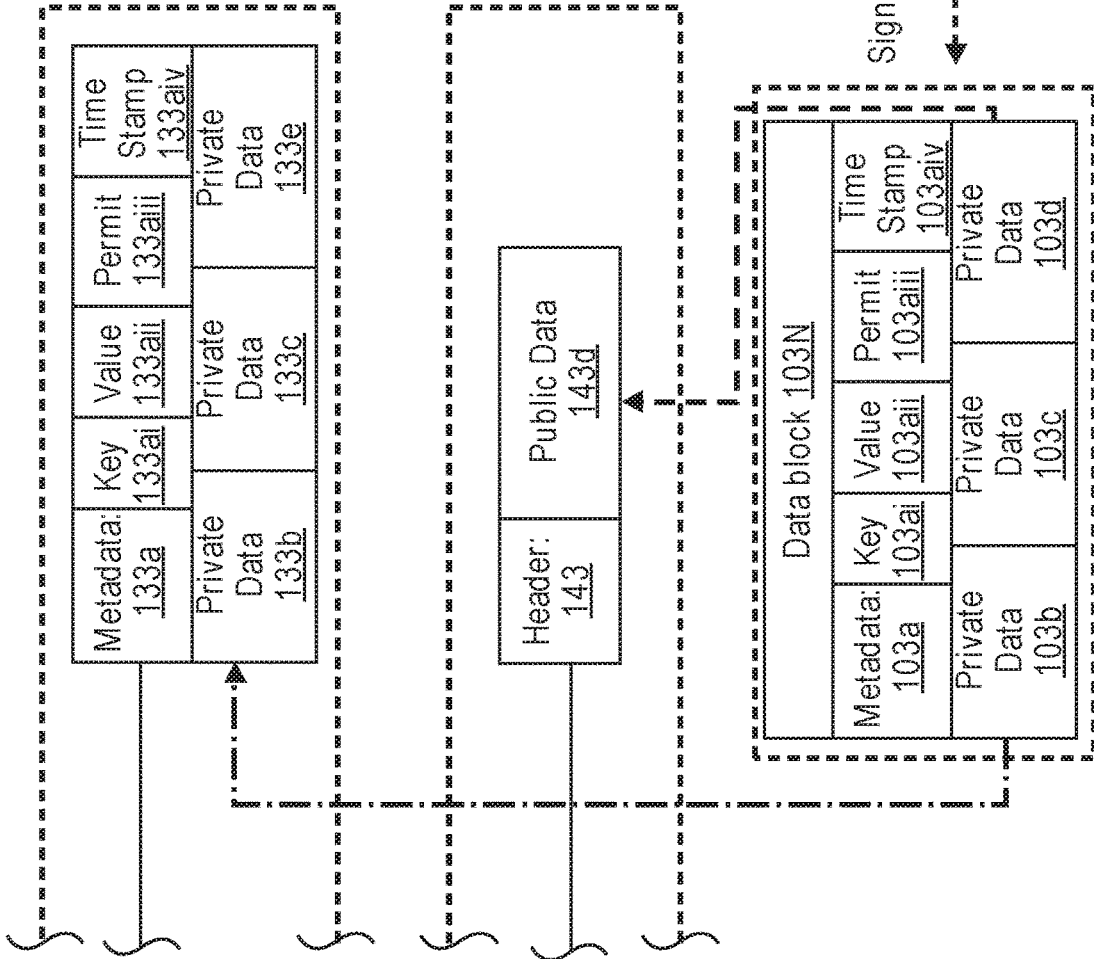 Metadata:
133a
Key
133ai
Value
133aii
Permit
133aiii
Time
Stamp
133aiv
Private
Data
133b
Private
Data
133c
Private
Data
133e
Header:
143
Public Data
143d
Data block 103N
Metadata:
103a
Key
103ai
Value
103aii
Permit
103aiii
Time
Stamp
103aiv
Private
Data
103b
Private
Data
103c
Private
Data
103d
Sign